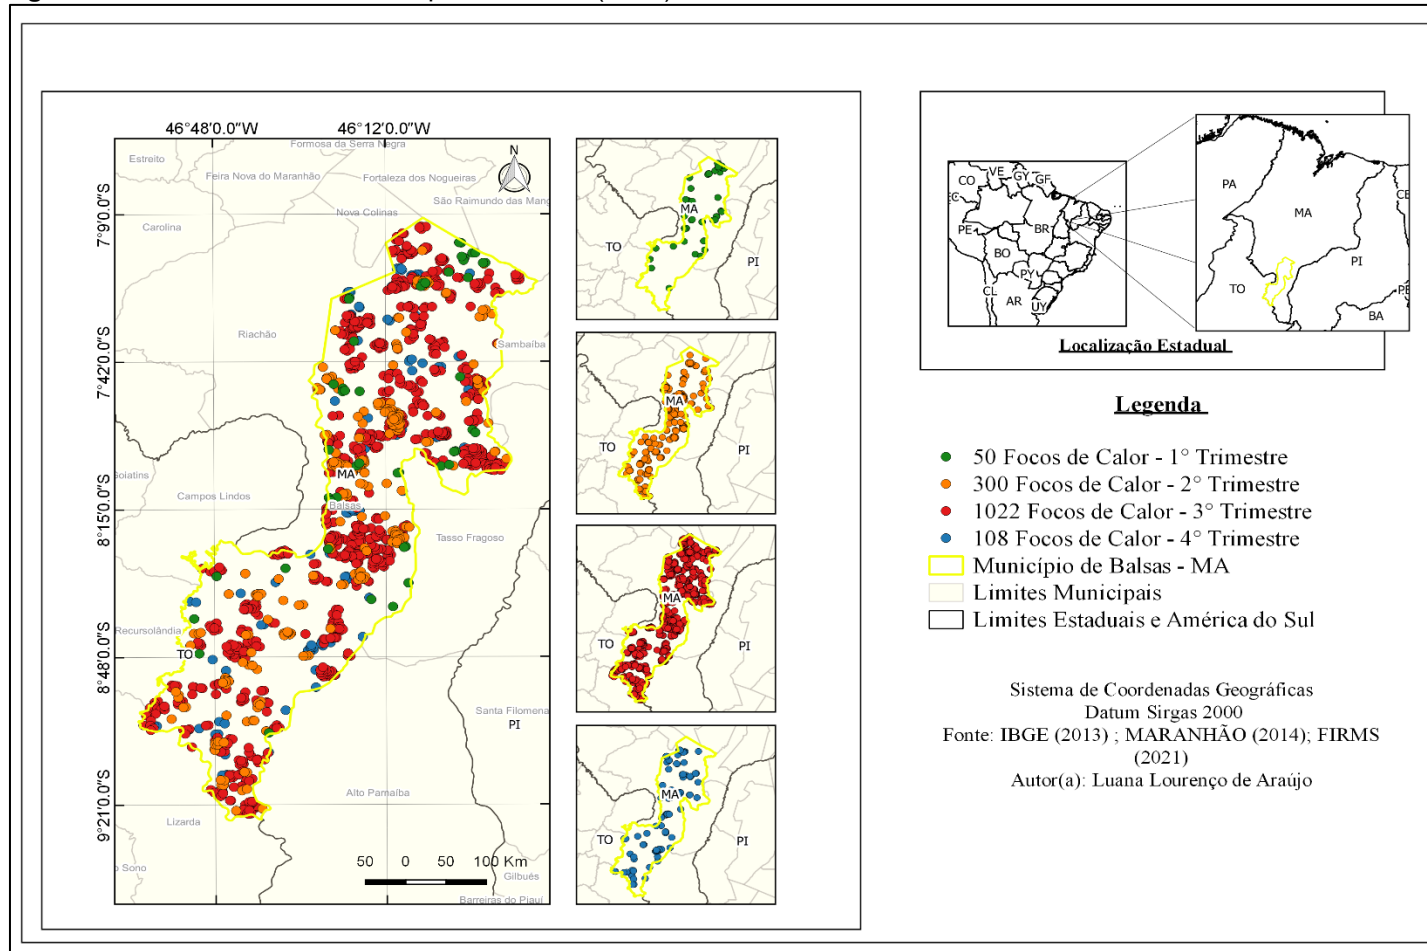 46°48'0.0"W
46°12'0.0"W
7°9'0.0"S
7°42'0.0"S
8°15'0.0"S
8°48'0.0"S
9°21'0.0"S
N
Formosa da Serra Negra
Estreito
Feira Nova do Maranhão
Fortaleza dos Nogueiras
São Raimundo das Mang
Nova Colinas
Carolina
Riachão
Sambaíba
MA
Goiatins
Campos Lindos
Balsas
Tasso Fragoso
Recursolândia
TO
Santa Filomena
PI
Alto Parnaíba
Lizarda
Gilbués
Barreiras do Piauí
50 0 50 100 Km
MA
TO
PI
MA
TO
PI
MA
TO
PI
MA
TO
PI
CO
VE
GY
GF
PE
BR
BO
PY
CL
AR
UY
PA
CE
MA
PI
TO
BA
PE
Localização Estadual
Legenda
50 Focos de Calor - 1° Trimestre
300 Focos de Calor - 2° Trimestre
1022 Focos de Calor - 3° Trimestre
108 Focos de Calor - 4° Trimestre
Município de Balsas - MA
Limites Municipais
Limites Estaduais e América do Sul
Sistema de Coordenadas Geográficas
Datum Sirgas 2000
Fonte: IBGE (2013) ; MARANHÃO (2014); FIRMS
(2021)
Autor(a): Luana Lourenço de Araújo